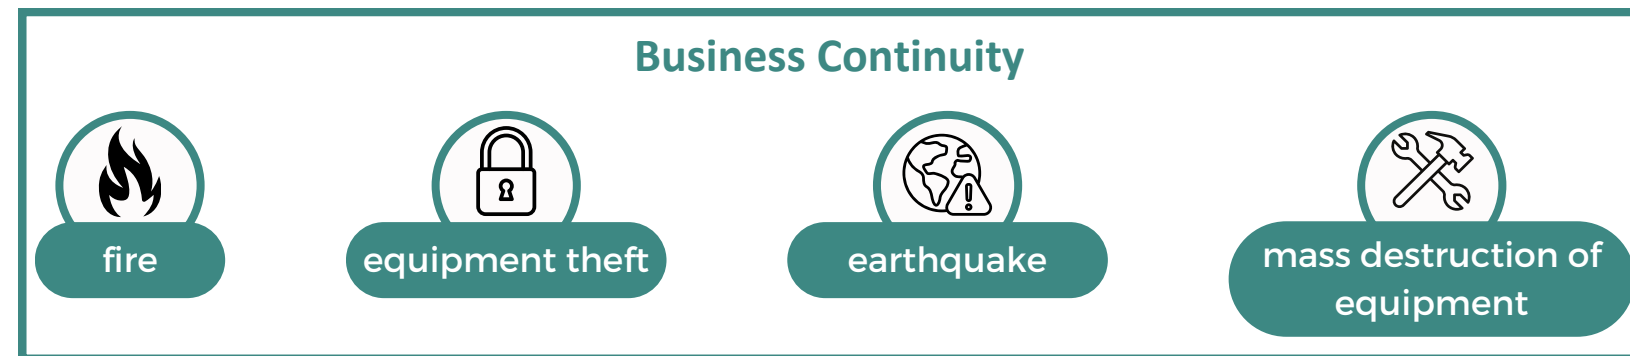 Business Continuity
fire
equipment theft
earthquake
mass destruction of
equipment